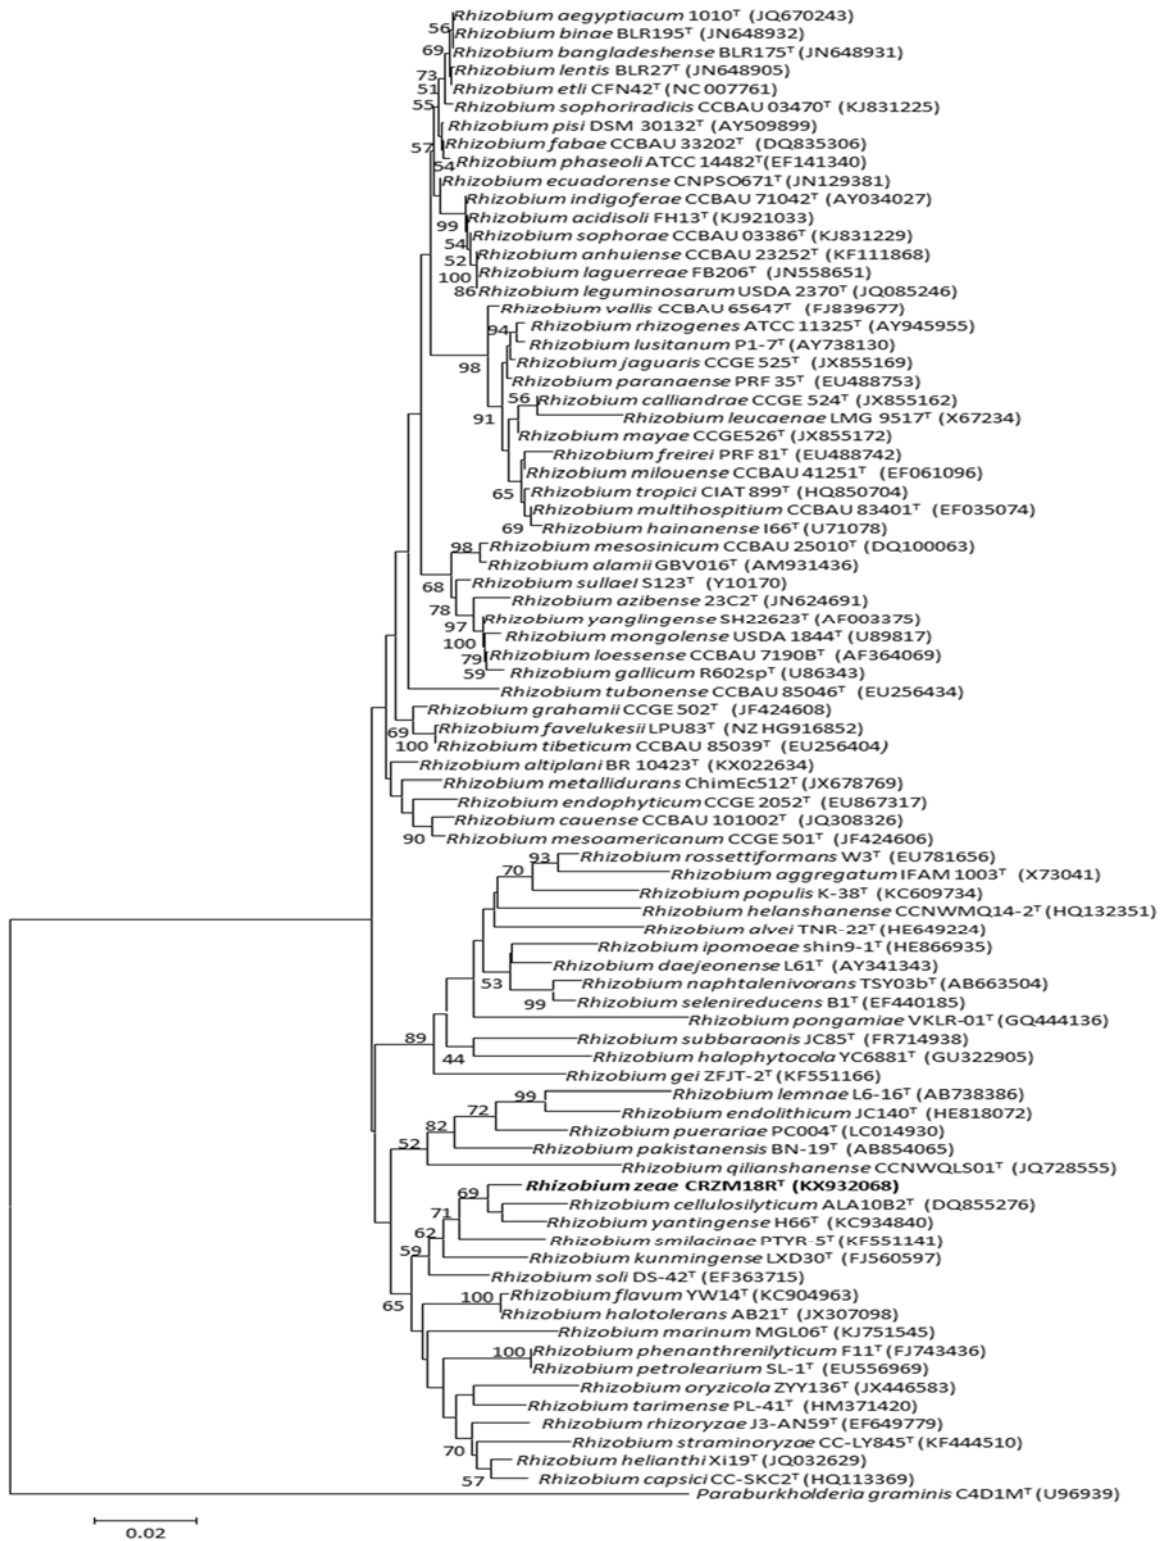 Rhizobium aegyptiacum 1010ᵀ (JQ670243)
56
Rhizobium binae BLR195ᵀ (JN648932)
69
Rhizobium bangladeshense BLR175ᵀ (JN648931)
Rhizobium lentis BLR27ᵀ (JN648905)
73
51
Rhizobium etli CFN42ᵀ (NC 007761)
55
Rhizobium sophoriradicis CCBAU 03470ᵀ (KJ831225)
Rhizobium pisi DSM 30132ᵀ (AY509899)
57
Rhizobium fabae CCBAU 33202ᵀ (DQ835306)
54
Rhizobium phaseoli ATCC 14482ᵀ (EF141340)
Rhizobium ecuadorense CNPSO671ᵀ (JN129381)
Rhizobium indigoferae CCBAU 71042ᵀ (AY034027)
99
Rhizobium acidisoli FH13ᵀ (KJ921033)
54
Rhizobium sophorae CCBAU 03386ᵀ (KJ831229)
52
Rhizobium anhuiense CCBAU 23252ᵀ (KF111868)
100
Rhizobium laguerreae FB206ᵀ (JN558651)
86
Rhizobium leguminosarum USDA 2370ᵀ (JQ085246)
Rhizobium vallis CCBAU 65647ᵀ (FJ839677)
94
Rhizobium rhizogenes ATCC 11325ᵀ (AY945955)
Rhizobium lusitanum P1-7ᵀ (AY738130)
98
Rhizobium jaguaris CCGE 525ᵀ (JX855169)
Rhizobium paranaense PRF 35ᵀ (EU488753)
56
Rhizobium calliandrae CCGE 524ᵀ (JX855162)
91
Rhizobium leucaenae LMG 9517ᵀ (X67234)
Rhizobium mayae CCGE526ᵀ (JX855172)
Rhizobium freirei PRF 81ᵀ (EU488742)
Rhizobium milouense CCBAU 41251ᵀ (EF061096)
65
Rhizobium tropici CIAT 899ᵀ (HQ850704)
Rhizobium multihospitium CCBAU 83401ᵀ (EF035074)
69
Rhizobium hainanense I66ᵀ (U71078)
98
Rhizobium mesosinicum CCBAU 25010ᵀ (DQ100063)
Rhizobium alamii GBV016ᵀ (AM931436)
68
Rhizobium sullaeI S123ᵀ (Y10170)
78
Rhizobium azibense 23C2ᵀ (JN624691)
97
Rhizobium yanglingense SH22623ᵀ (AF003375)
100
Rhizobium mongolense USDA 1844ᵀ (U89817)
79
Rhizobium loessense CCBAU 7190Bᵀ (AF364069)
59
Rhizobium gallicum R602spᵀ (U86343)
Rhizobium tubonense CCBAU 85046ᵀ (EU256434)
Rhizobium grahamii CCGE 502ᵀ (JF424608)
69
Rhizobium favelukesii LPU83ᵀ (NZ HG916852)
100
Rhizobium tibeticum CCBAU 85039ᵀ (EU256404)
Rhizobium altiplani BR 10423ᵀ (KX022634)
Rhizobium metallidurans ChimEc512ᵀ (JX678769)
Rhizobium endophyticum CCGE 2052ᵀ (EU867317)
Rhizobium cauense CCBAU 101002ᵀ (JQ308326)
90
Rhizobium mesoamericanum CCGE 501ᵀ (JF424606)
93
Rhizobium rossettiformans W3ᵀ (EU781656)
70
Rhizobium aggregatum IFAM 1003ᵀ (X73041)
Rhizobium populis K-38ᵀ (KC609734)
Rhizobium helanshanense CCNWMQ14-2ᵀ (HQ132351)
Rhizobium alvei TNR-22ᵀ (HE649224)
Rhizobium ipomoeae shin9-1ᵀ (HE866935)
Rhizobium daejeonense L61ᵀ (AY341343)
53
Rhizobium naphtalenivorans TSY03bᵀ (AB663504)
99
Rhizobium selenireducens B1ᵀ (EF440185)
Rhizobium pongamiae VKLR-01ᵀ (GQ444136)
89
Rhizobium subbaraonis JC85ᵀ (FR714938)
44
Rhizobium halophytocola YC6881ᵀ (GU322905)
Rhizobium gei ZFJT-2ᵀ (KF551166)
99
Rhizobium lemnae L6-16ᵀ (AB738386)
72
Rhizobium endolithicum JC140ᵀ (HE818072)
82
Rhizobium puerariae PC004ᵀ (LC014930)
52
Rhizobium pakistanensis BN-19ᵀ (AB854065)
Rhizobium qilianshanense CCNWQLS01ᵀ (JQ728555)
69
Rhizobium zeae CRZM18Rᵀ (KX932068)
Rhizobium cellulosilyticum ALA10B2ᵀ (DQ855276)
71
Rhizobium yantingense H66ᵀ (KC934840)
62
Rhizobium smilacinae PTYR-5ᵀ (KF551141)
59
Rhizobium kunmingense LXD30ᵀ (FJ560597)
Rhizobium soli DS-42ᵀ (EF363715)
65
100
Rhizobium flavum YW14ᵀ (KC904963)
Rhizobium halotolerans AB21ᵀ (JX307098)
Rhizobium marinum MGL06ᵀ (KJ751545)
100
Rhizobium phenanthrenilyticum F11ᵀ (FJ743436)
Rhizobium petrolearium SL-1ᵀ (EU556969)
Rhizobium oryzicola ZYY136ᵀ (JX446583)
Rhizobium tarimense PL-41ᵀ (HM371420)
Rhizobium rhizoryzae J3-AN59ᵀ (EF649779)
70
Rhizobium straminoryzae CC-LY845ᵀ (KF444510)
Rhizobium helianthi Xi19ᵀ (JQ032629)
57
Rhizobium capsici CC-SKC2ᵀ (HQ113369)
Paraburkholderia graminis C4D1Mᵀ (U96939)
0.02